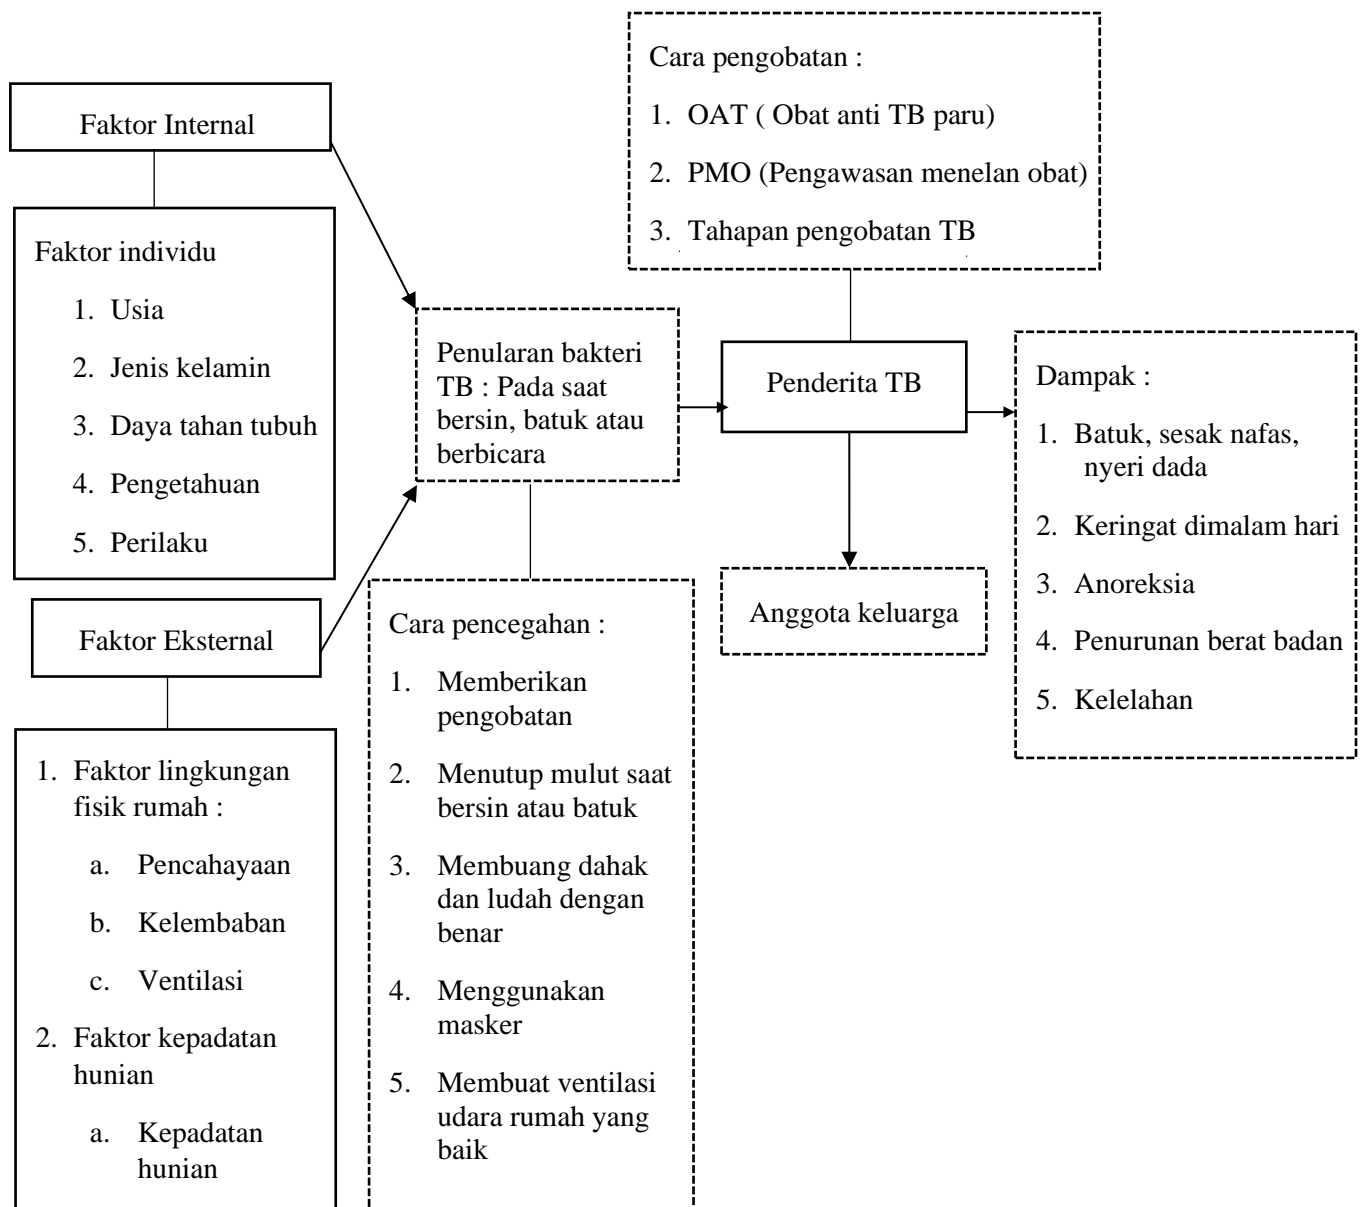 Faktor Internal
Faktor individu
1. Usia
2. Jenis kelamin
3. Daya tahan tubuh
4. Pengetahuan
5. Perilaku
Faktor Eksternal
1. Faktor lingkungan
fisik rumah :
a. Pencahayaan
b. Kelembaban
c. Ventilasi
2. Faktor kepadatan
hunian
a. Kepadatan
hunian
Penularan bakteri
TB : Pada saat
bersin, batuk atau
berbicara
Cara pencegahan :
1. Memberikan
pengobatan
2. Menutup mulut saat
bersin atau batuk
3. Membuang dahak
dan ludah dengan
benar
4. Menggunakan
masker
5. Membuat ventilasi
udara rumah yang
baik
Cara pengobatan :
1. OAT ( Obat anti TB paru)
2. PMO (Pengawasan menelan obat)
3. Tahapan pengobatan TB
Penderita TB
Anggota keluarga
Dampak :
1. Batuk, sesak nafas,
nyeri dada
2. Keringat dimalam hari
3. Anoreksia
4. Penurunan berat badan
5. Kelelahan